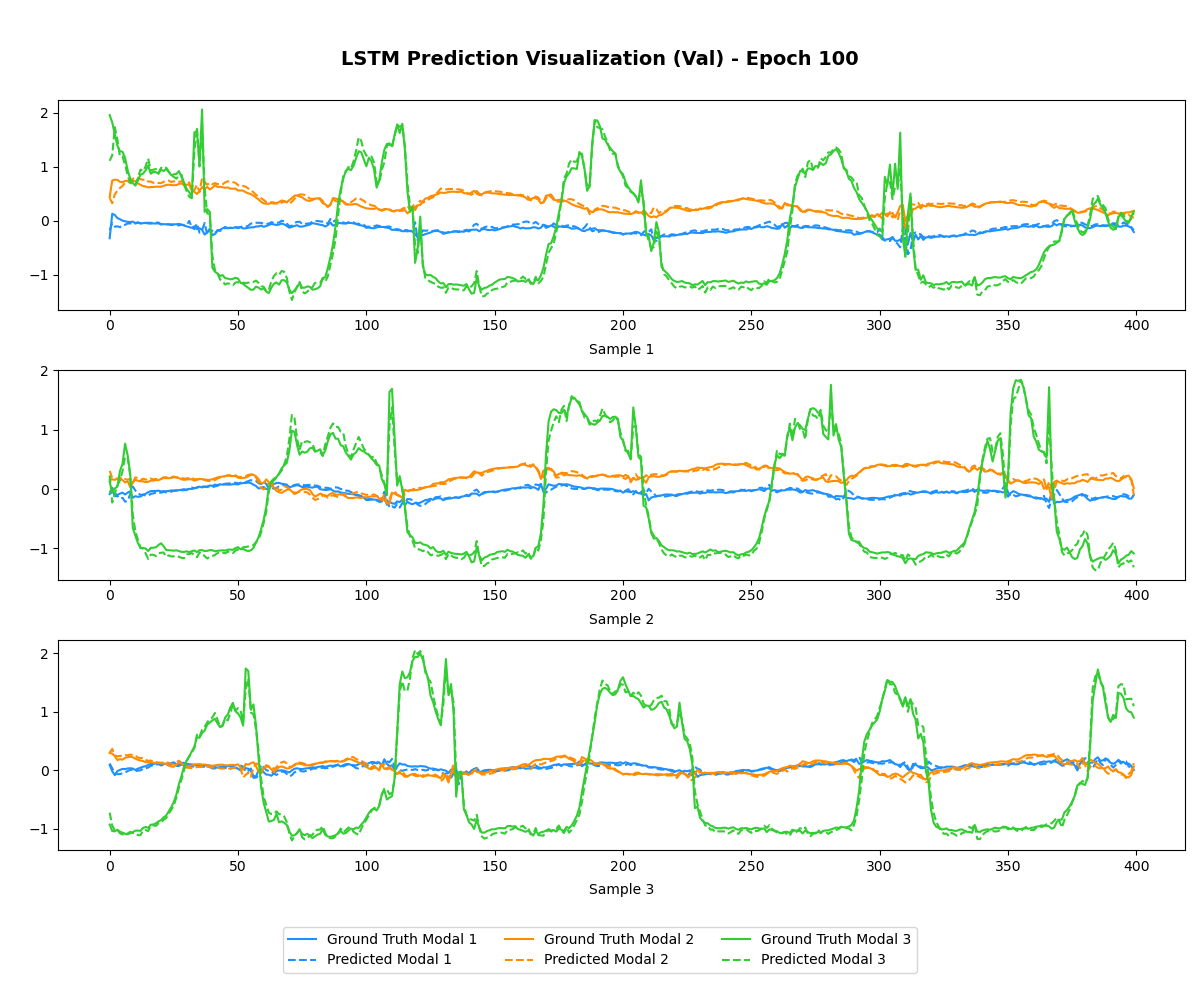 LSTM Prediction Visualization (Val) - Epoch 100
2
1
0
−1
0 50 100 150 200 250 300 350 400
Sample 1
2
1
0
−1
0 50 100 150 200 250 300 350 400
Sample 2
2
1
0
−1
0 50 100 150 200 250 300 350 400
Sample 3
Ground Truth Modal 1 Ground Truth Modal 2 Ground Truth Modal 3
Predicted Modal 1 Predicted Modal 2 Predicted Modal 3